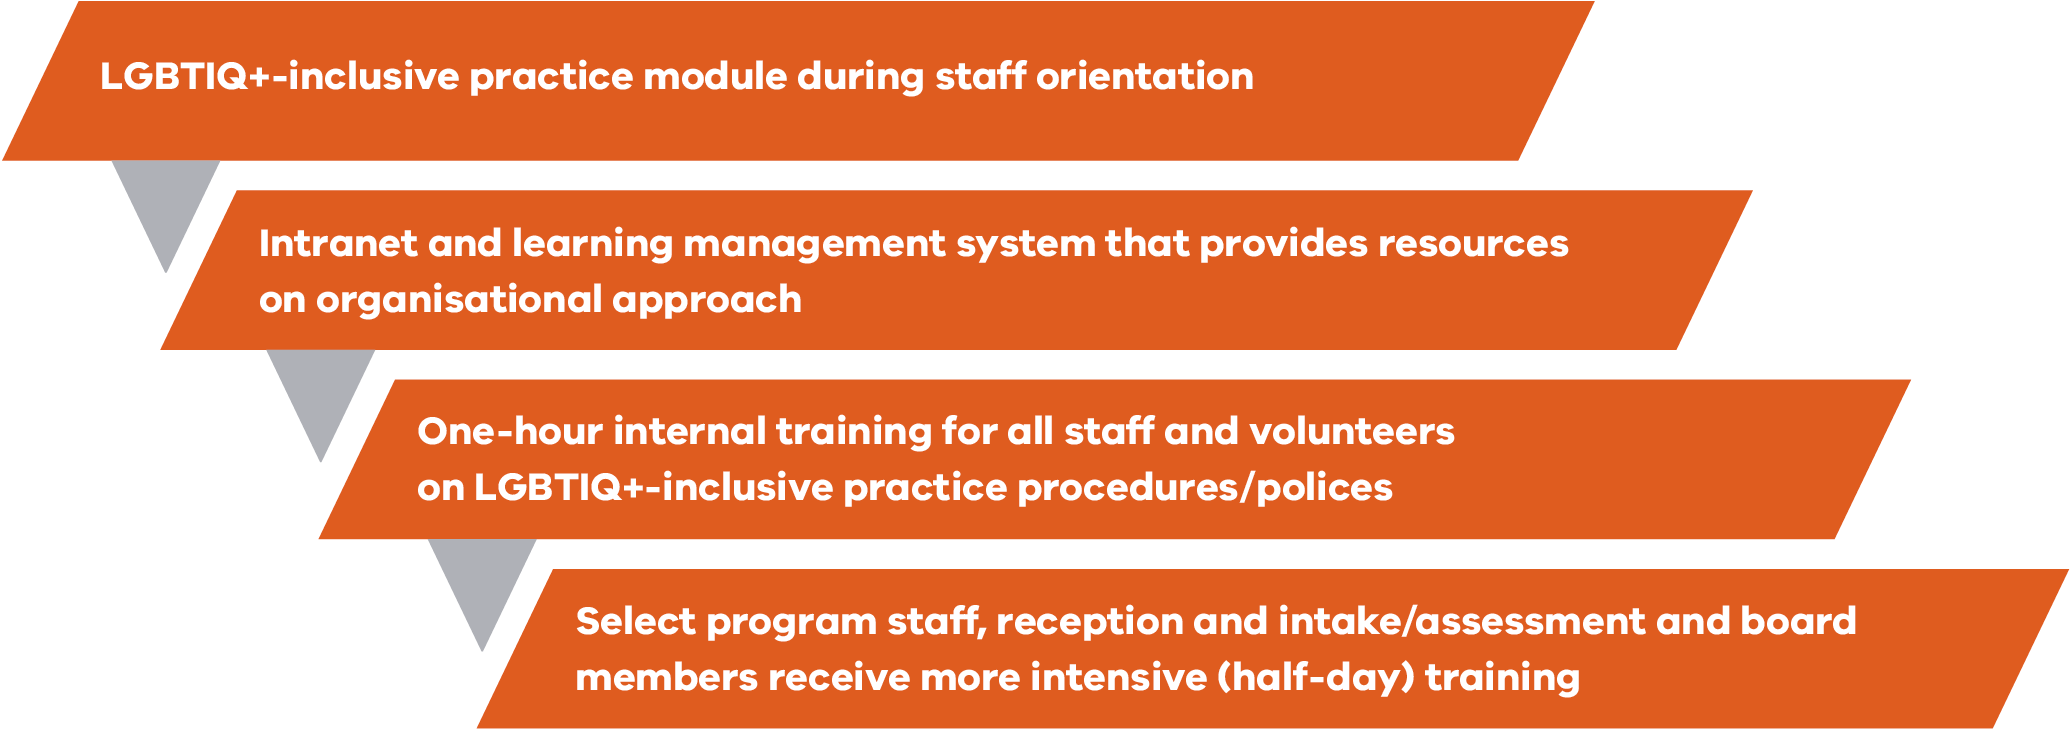 LGBTIQ+-inclusive practice module during staff orientation
Intranet and learning management system that provides resources
on organisational approach
One-hour internal training for all staff and volunteers
on LGBTIQ+-inclusive practice procedures/polices
Select program staff, reception and intake/assessment and board
members receive more intensive (half-day) training